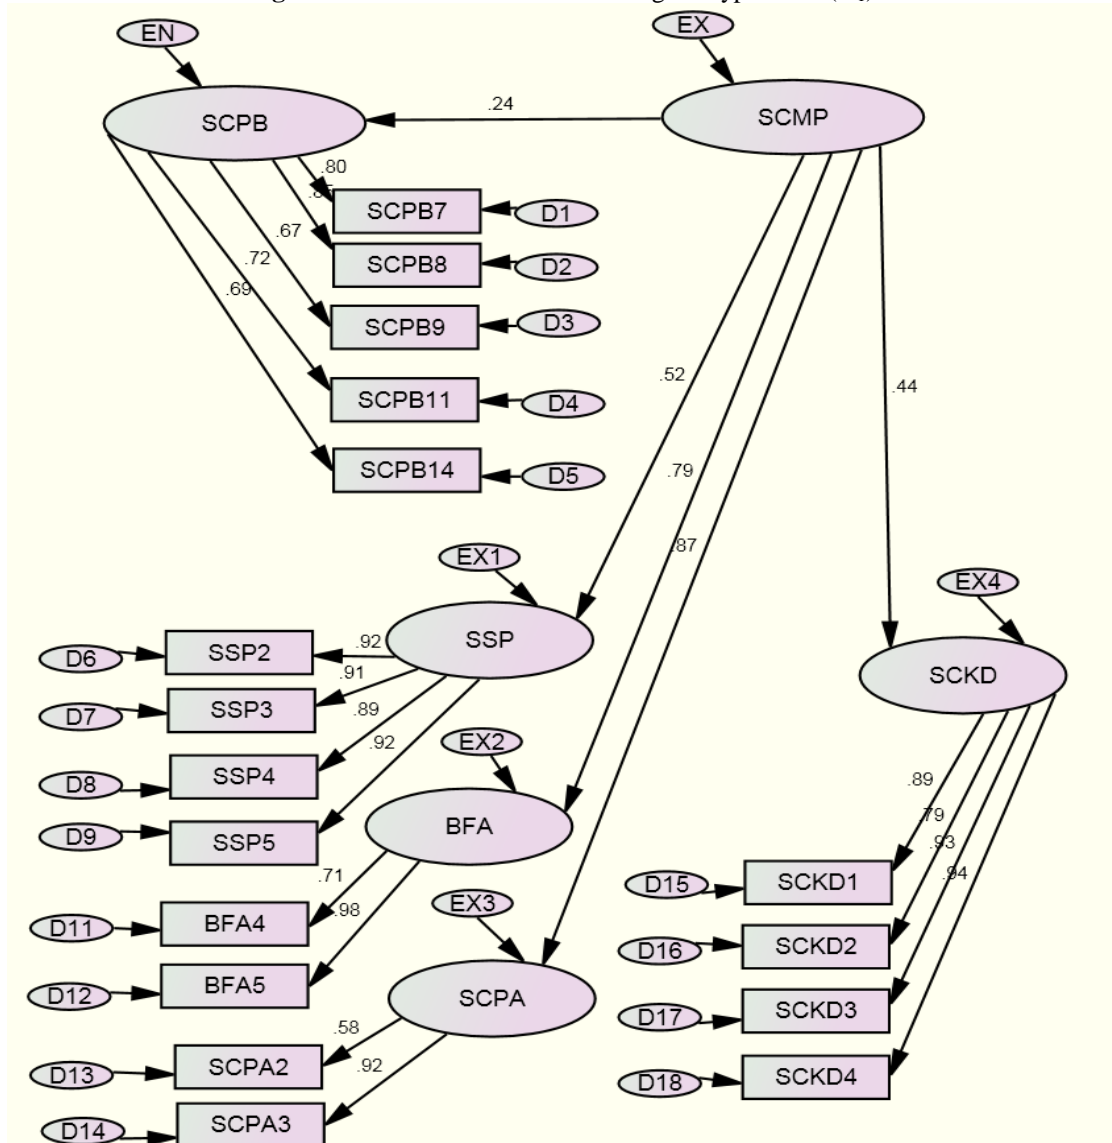 EN
EX
SCPB
SCMP
.24
.80
SCPB7
D1
.67
SCPB8
D2
.72
.69
SCPB9
D3
SCPB11
D4
SCPB14
D5
.52
.44
.79
.87
EX1
EX4
SSP
SCKD
D6
SSP2
.92
D7
SSP3
.91
D8
SSP4
.89
D9
SSP5
.92
EX2
BFA
.71
D11
BFA4
.98
D12
BFA5
EX3
SCPA
.58
D13
SCPA2
.92
D14
SCPA3
.89
.79
.93
.94
D15
SCKD1
D16
SCKD2
D17
SCKD3
D18
SCKD4